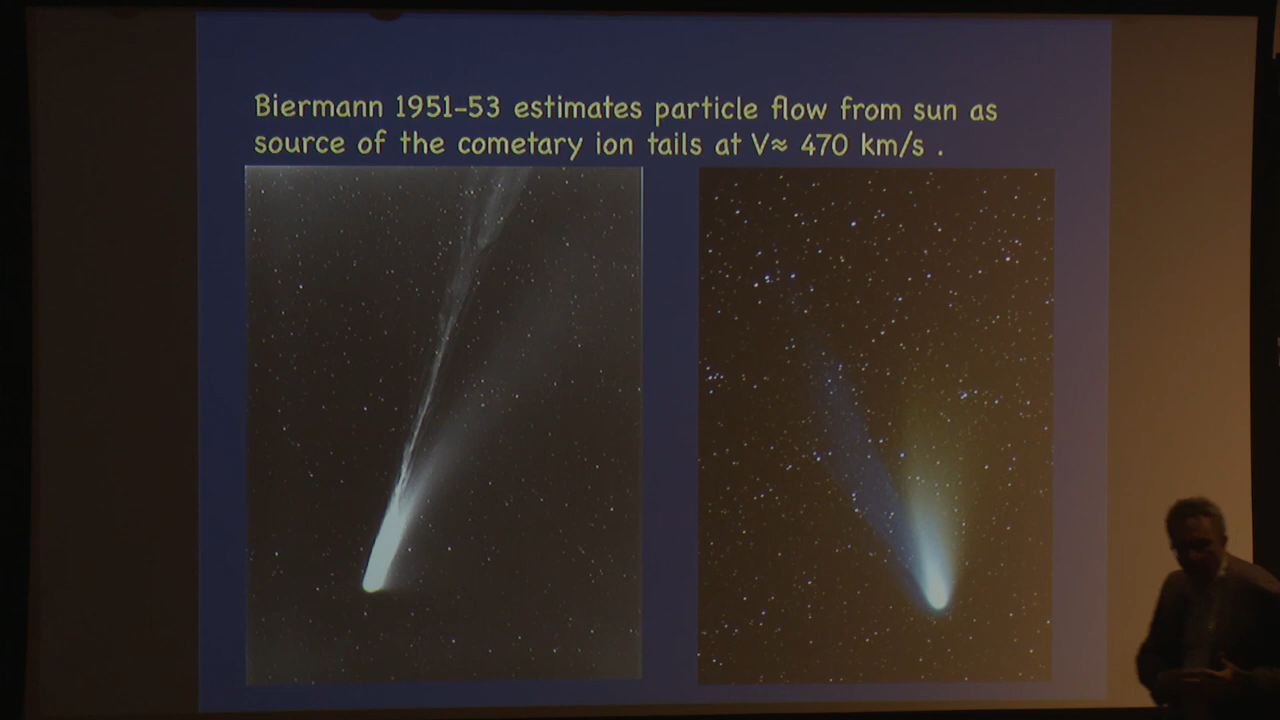 Biermann 1951-53 estimates particle flow from sun as
source of the cometary ion tails at V≈ 470 km/s .